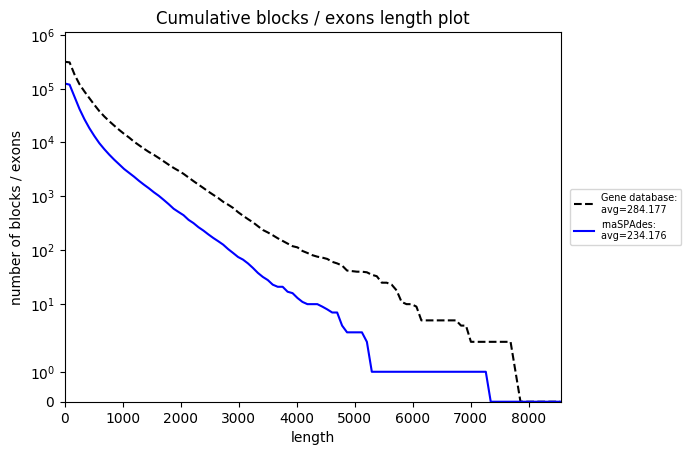 Cumulative blocks / exons length plot
number of blocks / exons
10^6
10^5
10^4
10^3
10^2
10^1
10^0
0
0 1000 2000 3000 4000 5000 6000 7000 8000
length
Gene database:
avg=284.177
rnaSPAdes:
avg=234.176